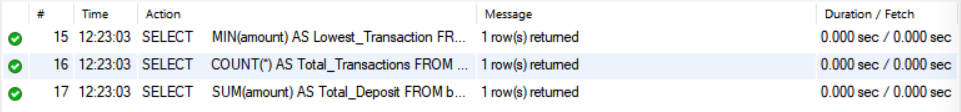 # Time Action Message Duration / Fetch
15 12:23:03 SELECT MIN(amount) AS Lowest_Transaction FR... 1 row(s) returned 0.000 sec / 0.000 sec
16 12:23:03 SELECT COUNT(*) AS Total_Transactions FROM ... 1 row(s) returned 0.000 sec / 0.000 sec
17 12:23:03 SELECT SUM(amount) AS Total_Deposit FROM b... 1 row(s) returned 0.000 sec / 0.000 sec